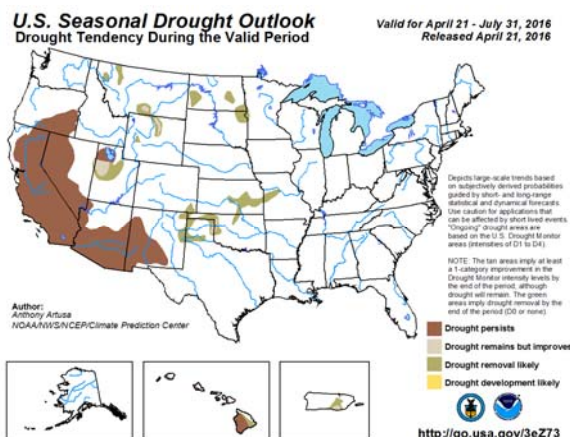 U.S. Seasonal Drought Outlook
Drought Tendency During the Valid Period
Valid for April 21 - July 31, 2016
Released April 21, 2016
Depicts large-scale trends based
on subjectively derived probabilities
guided by short- and long-range
statistical and dynamical forecasts.
Use caution for applications that
can be affected by short lived events.
"Ongoing" drought areas are
based on the U.S. Drought Monitor
areas (intensities of D1 to D4).
NOTE: The tan areas imply at least
a 1-category improvement in the
Drought Monitor intensity levels by
the end of the period, although
drought will remain. The green
areas imply drought removal by the
end of the period (D0 or none).
Author:
Anthony Artusa
NOAA/NWS/NCEP/Climate Prediction Center
Drought persists
Drought remains but improves
Drought removal likely
Drought development likely
http://go.usa.gov/3eZ73